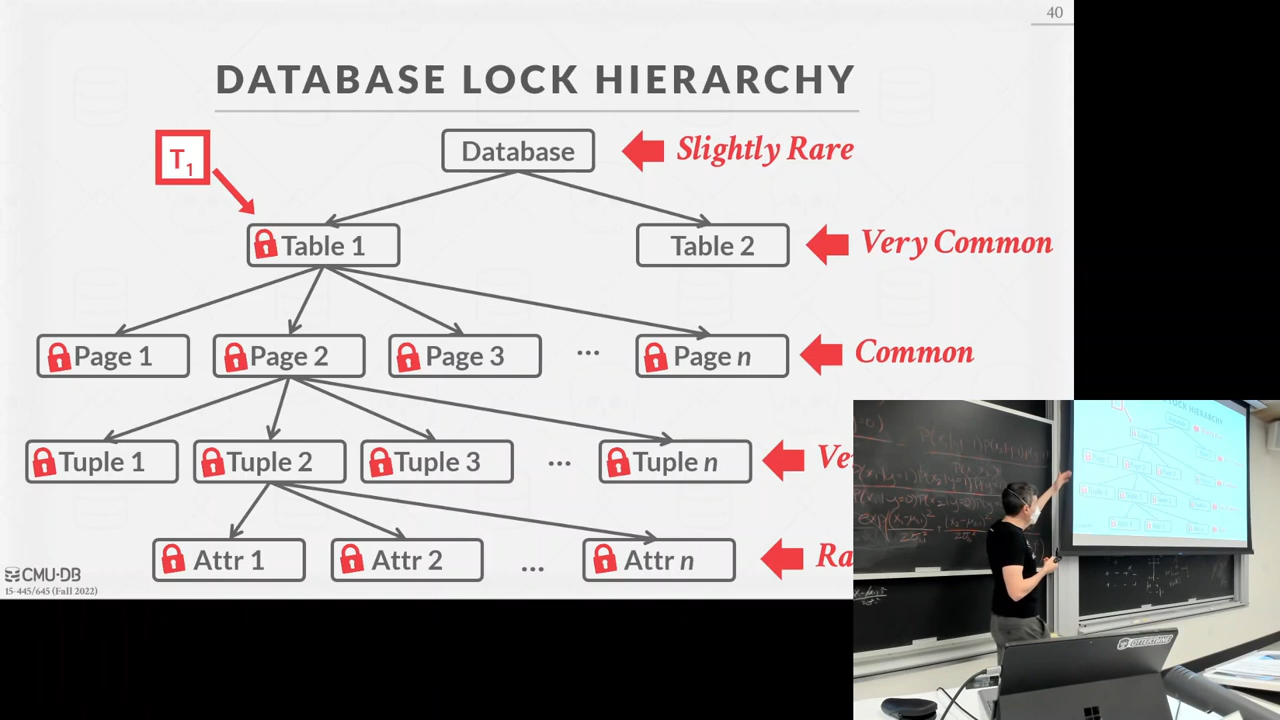 40
DATABASE LOCK HIERARCHY
T1
Database
Slightly Rare
Table 1
Table 2
Very Common
Page 1
Page 2
Page 3
...
Page n
Common
Tuple 1
Tuple 2
Tuple 3
...
Tuple n
Ve
Attr 1
Attr 2
...
Attr n
Ra
CMU·DB
15-445/645 (Fall 2022)
LOCK HIERARCHY